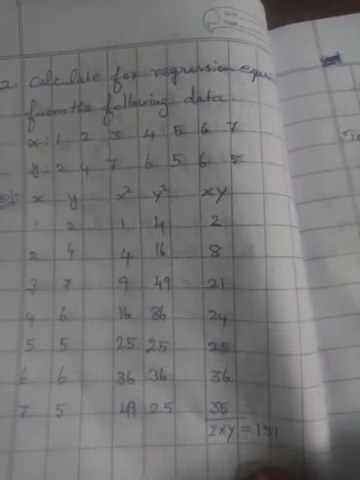 Date
Page
2. Calculate for regression
from the following data
x: 1 2 3 4 5 6 7
y: 2 4 7 6 5 6 5
x y x² y² xy
1 2 1 4 2
2 4 4 16 8
3 7 9 49 21
4 6 16 36 24
5 5 25 25 25
6 6 36 36 36
7 5 49 25 35
Σxy = 151